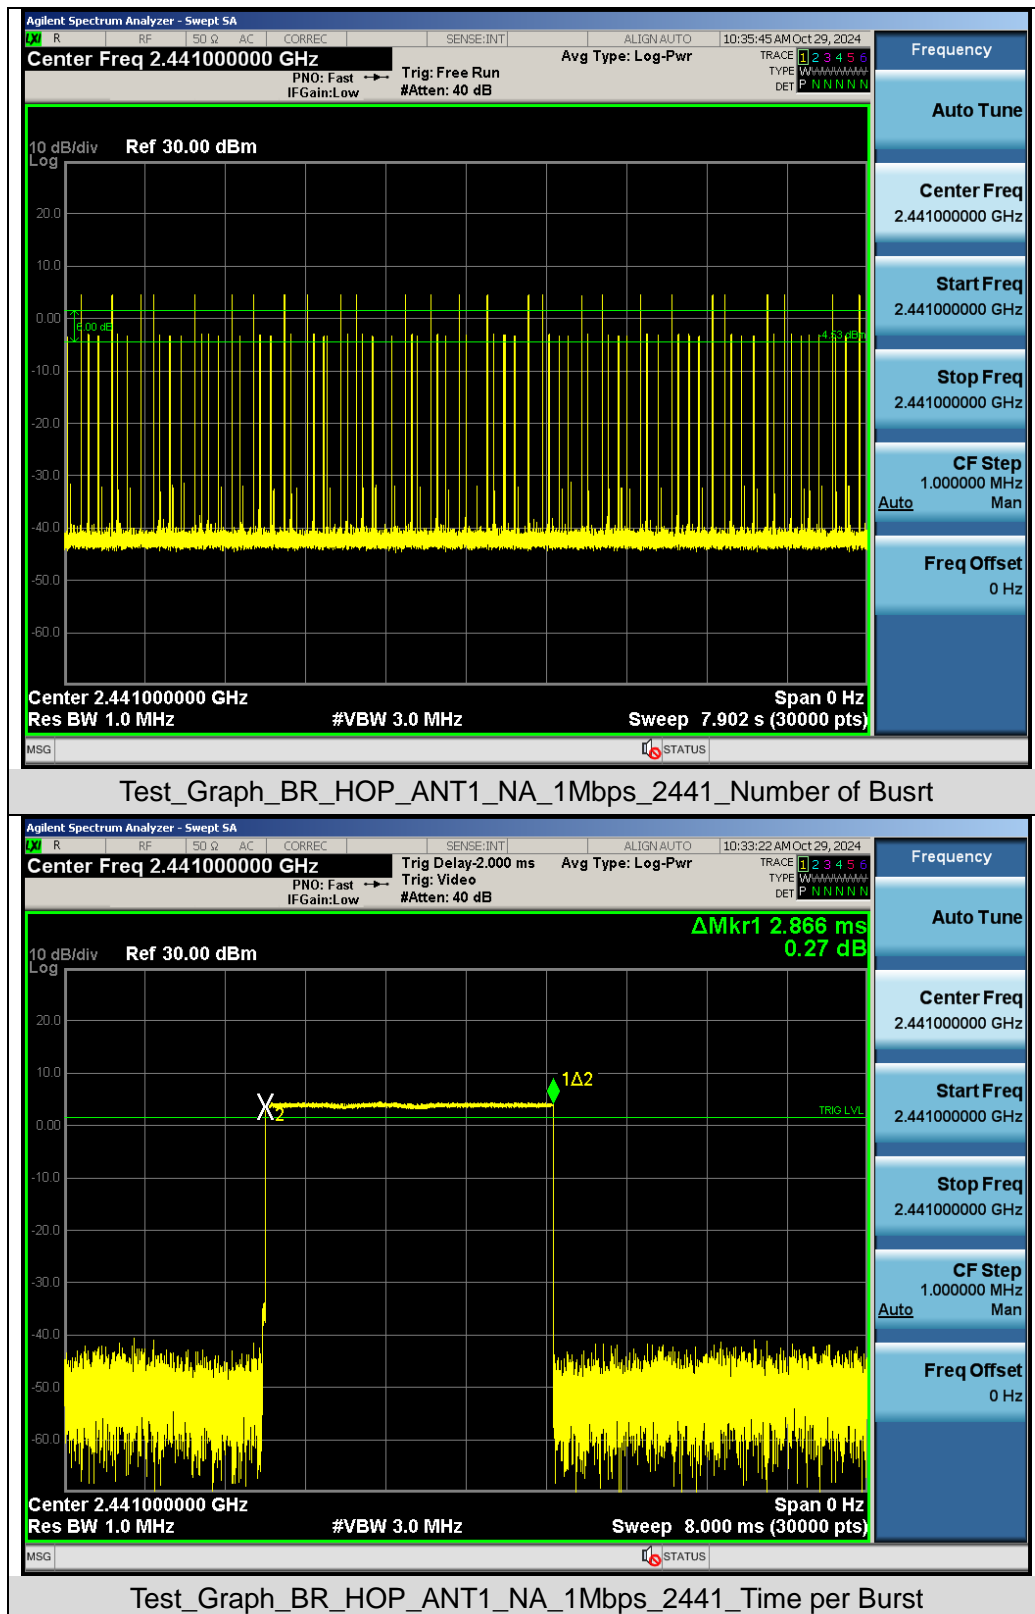 Agilent Spectrum Analyzer - Swept SA
LXI R RF 50 Ω AC CORREC SENSE:INT ALIGN AUTO 10:35:45 AM Oct 29, 2024
Center Freq 2.441000000 GHz Avg Type: Log-Pwr TRACE 1 2 3 4 5 6
PNO: Fast Trig: Free Run TYPE WWWWWW
IFGain:Low #Atten: 40 dB DET P N N N N N
Frequency
Auto Tune
10 dB/div Ref 30.00 dBm
Log
20.0
10.0
0.00
6.00 dB
-4.53 dBm
-10.0
-20.0
-30.0
-40.0
-50.0
-60.0
Center Freq
2.441000000 GHz
Start Freq
2.441000000 GHz
Stop Freq
2.441000000 GHz
CF Step
1.000000 MHz
Auto Man
Freq Offset
0 Hz
Center 2.441000000 GHz Span 0 Hz
Res BW 1.0 MHz #VBW 3.0 MHz Sweep 7.902 s (30000 pts)
MSG STATUS
Test_Graph_BR_HOP_ANT1_NA_1Mbps_2441_Number of Busrt
Agilent Spectrum Analyzer - Swept SA
LXI R RF 50 Ω AC CORREC SENSE:INT ALIGN AUTO 10:33:22 AM Oct 29, 2024
Center Freq 2.441000000 GHz Trig Delay-2.000 ms Avg Type: Log-Pwr TRACE 1 2 3 4 5 6
PNO: Fast Trig: Video TYPE WWWWWW
IFGain:Low #Atten: 40 dB DET P N N N N N
Frequency
Auto Tune
ΔMkr1 2.866 ms
0.27 dB
10 dB/div Ref 30.00 dBm
Log
20.0
10.0
1Δ2
X2
TRIG LVL
0.00
-10.0
-20.0
-30.0
-40.0
-50.0
-60.0
Center Freq
2.441000000 GHz
Start Freq
2.441000000 GHz
Stop Freq
2.441000000 GHz
CF Step
1.000000 MHz
Auto Man
Freq Offset
0 Hz
Center 2.441000000 GHz Span 0 Hz
Res BW 1.0 MHz #VBW 3.0 MHz Sweep 8.000 ms (30000 pts)
MSG STATUS
Test_Graph_BR_HOP_ANT1_NA_1Mbps_2441_Time per Burst